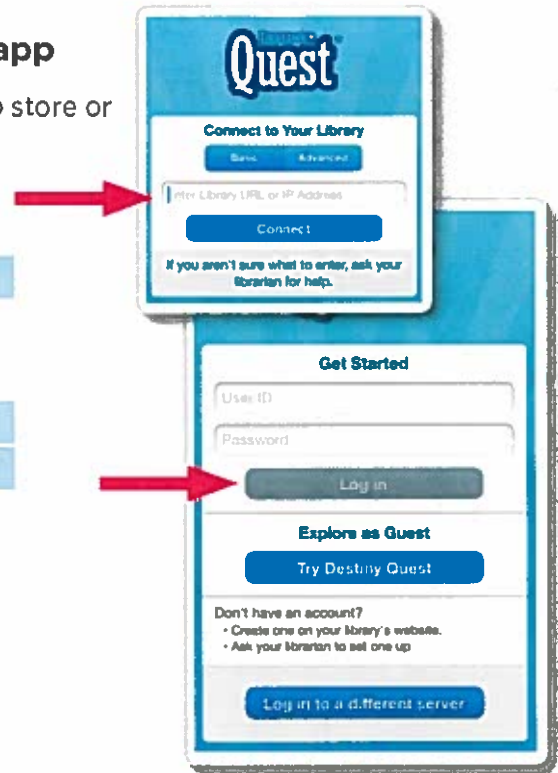 app
store or
Quest
Connect to Your Library
Basic Advanced
Enter Library URL or IP Address
Connect
If you aren't sure what to enter, ask your
librarian for help.
Get Started
User ID
Password
Log in
Explore as Guest
Try Destiny Quest
Don't have an account?
• Create one on your library's website.
• Ask your librarian to set one up
Log in to a different server